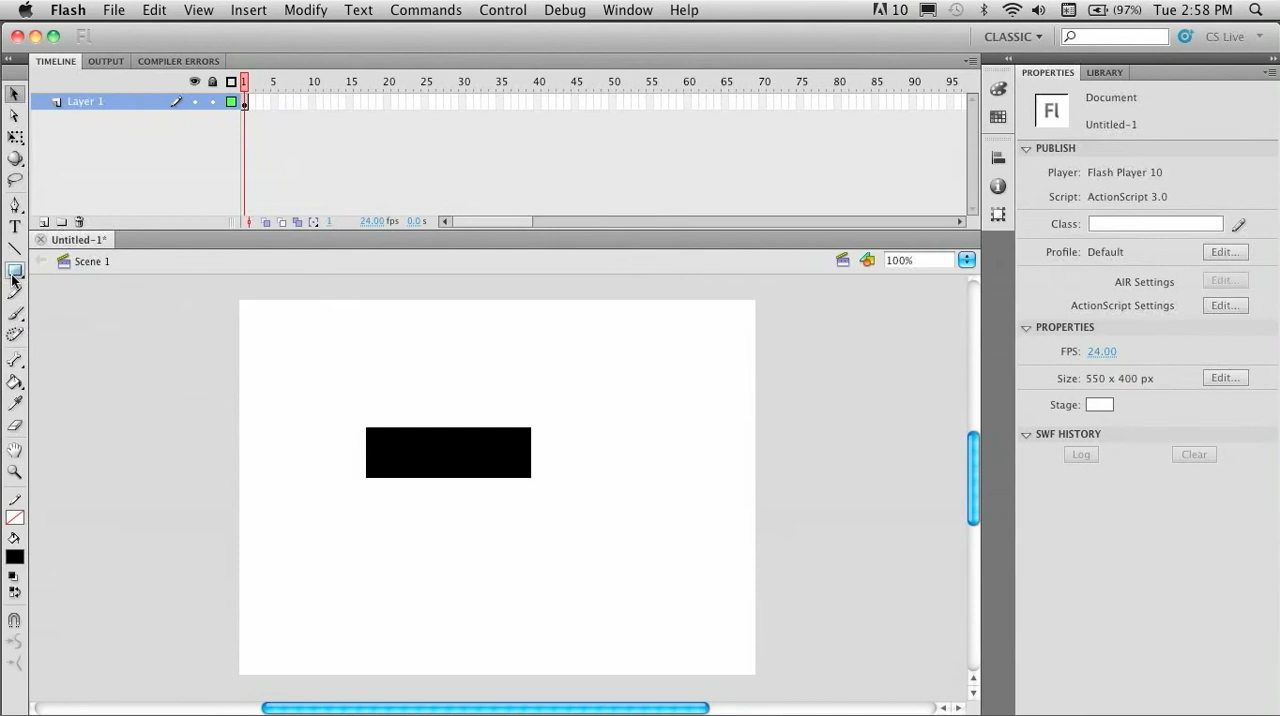 Flash File Edit View Insert Modify Text Commands Control Debug Window Help 10 (97%) Tue 2:58 PM
Fl CLASSIC CS Live
TIMELINE OUTPUT COMPILER ERRORS
1 5 10 15 20 25 30 35 40 45 50 55 60 65 70 75 80 85 90 95
Layer 1
1 24.00 fps 0.0 s
Untitled-1*
Scene 1 100%
PROPERTIES LIBRARY
Fl
Document
Untitled-1
PUBLISH
Player: Flash Player 10
Script: ActionScript 3.0
Class:
Profile: Default Edit...
AIR Settings Edit...
ActionScript Settings Edit...
PROPERTIES
FPS: 24.00
Size: 550 x 400 px Edit...
Stage:
SWF HISTORY
Log Clear
T